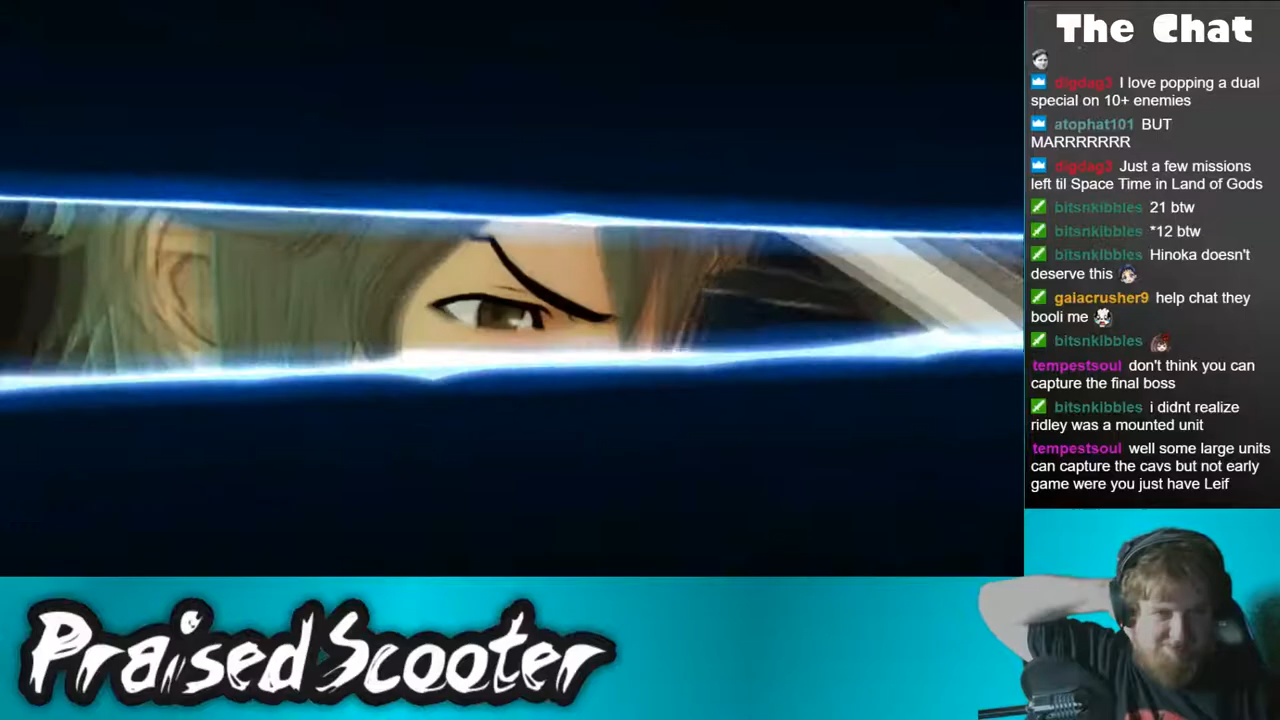 The Chat
digdag3 I love popping a dual
special on 10+ enemies
atophat101 BUT
MARRRRRRR
digdag3 Just a few missions
left til Space Time in Land of Gods
bitsnkibbles 21 btw
bitsnkibbles *12 btw
bitsnkibbles Hinoka doesn't
deserve this
gaiacrusher9 help chat they
booli me
bitsnkibbles
tempestsoul don't think you can
capture the final boss
bitsnkibbles i didnt realize
ridley was a mounted unit
tempestsoul well some large units
can capture the cavs but not early
game were you just have Leif
PraisedScooter